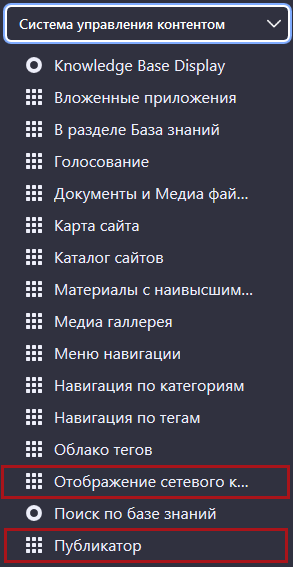 Система управления контентом
Knowledge Base Display
Вложенные приложения
В разделе База знаний
Голосование
Документы и Медиа фай...
Карта сайта
Каталог сайтов
Материалы с наивысшим...
Медиа галлерея
Меню навигации
Навигация по категориям
Навигация по тегам
Облако тегов
Отображение сетевого к...
Поиск по базе знаний
Публикатор